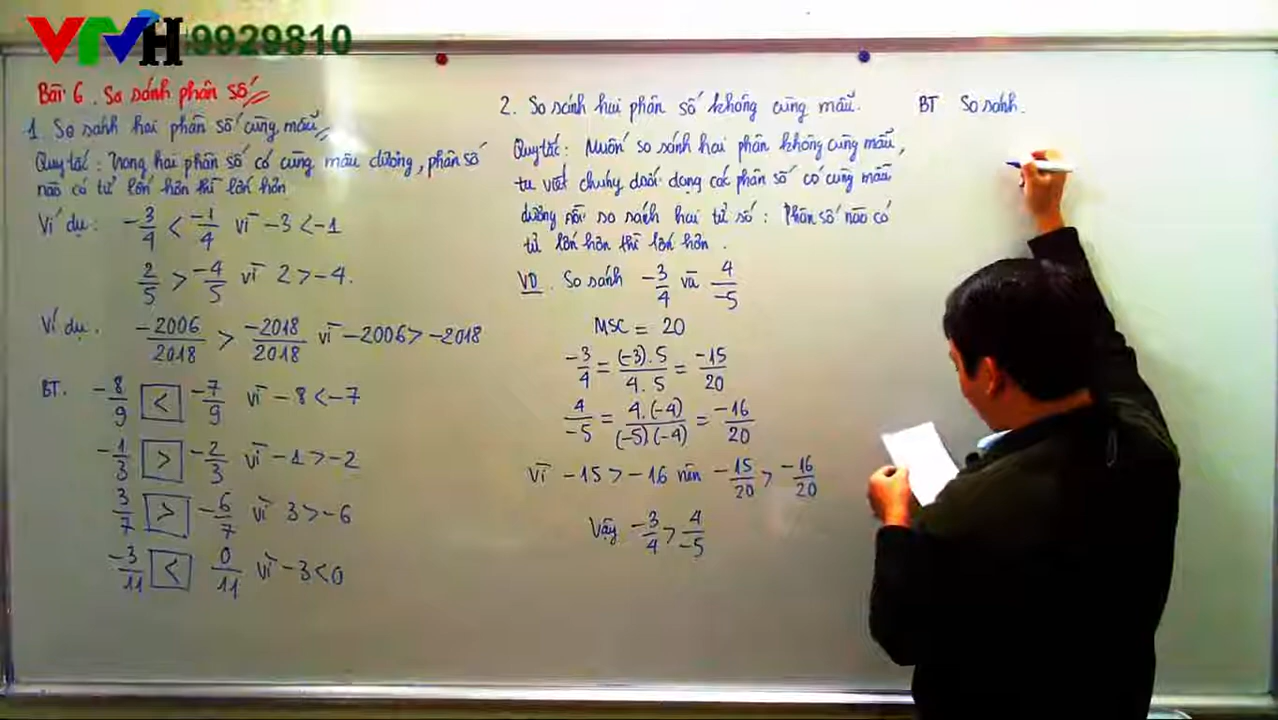 VTVH 9929810
Bài 6. So sánh phân số
1. So sánh hai phân số cùng mẫu
Quy tắc: Trong hai phân số có cùng mẫu dương, phân số
nào có tử lớn hơn thì lớn hơn
Ví dụ: -3/4 < -1/4 vì -3 < -1
2/5 > -4/5 vì 2 > -4.
Ví dụ. -2006/2018 > -2018/2018 vì -2006 > -2018
BT. -8/9 < -7/9 vì -8 < -7
-1/3 > -2/3 vì -1 > -2
3/7 > -6/7 vì 3 > -6
-3/11 < 0/11 vì -3 < 0
2. So sánh hai phân số không cùng mẫu.
Quy tắc: Muốn so sánh hai phân không cùng mẫu,
ta viết chúng dưới dạng các phân số có cùng mẫu
dương rồi so sánh hai tử số: Phân số nào có
tử lớn hơn thì lớn hơn.
VD. So sánh -3/4 và 4/-5
MSC = 20
-3/4 = (-3).5/4.5 = -15/20
4/-5 = 4.(-4)/(-5)(-4) = -16/20
Vì -15 > -16 nên -15/20 > -16/20
Vậy -3/4 > 4/-5
BT So sánh.